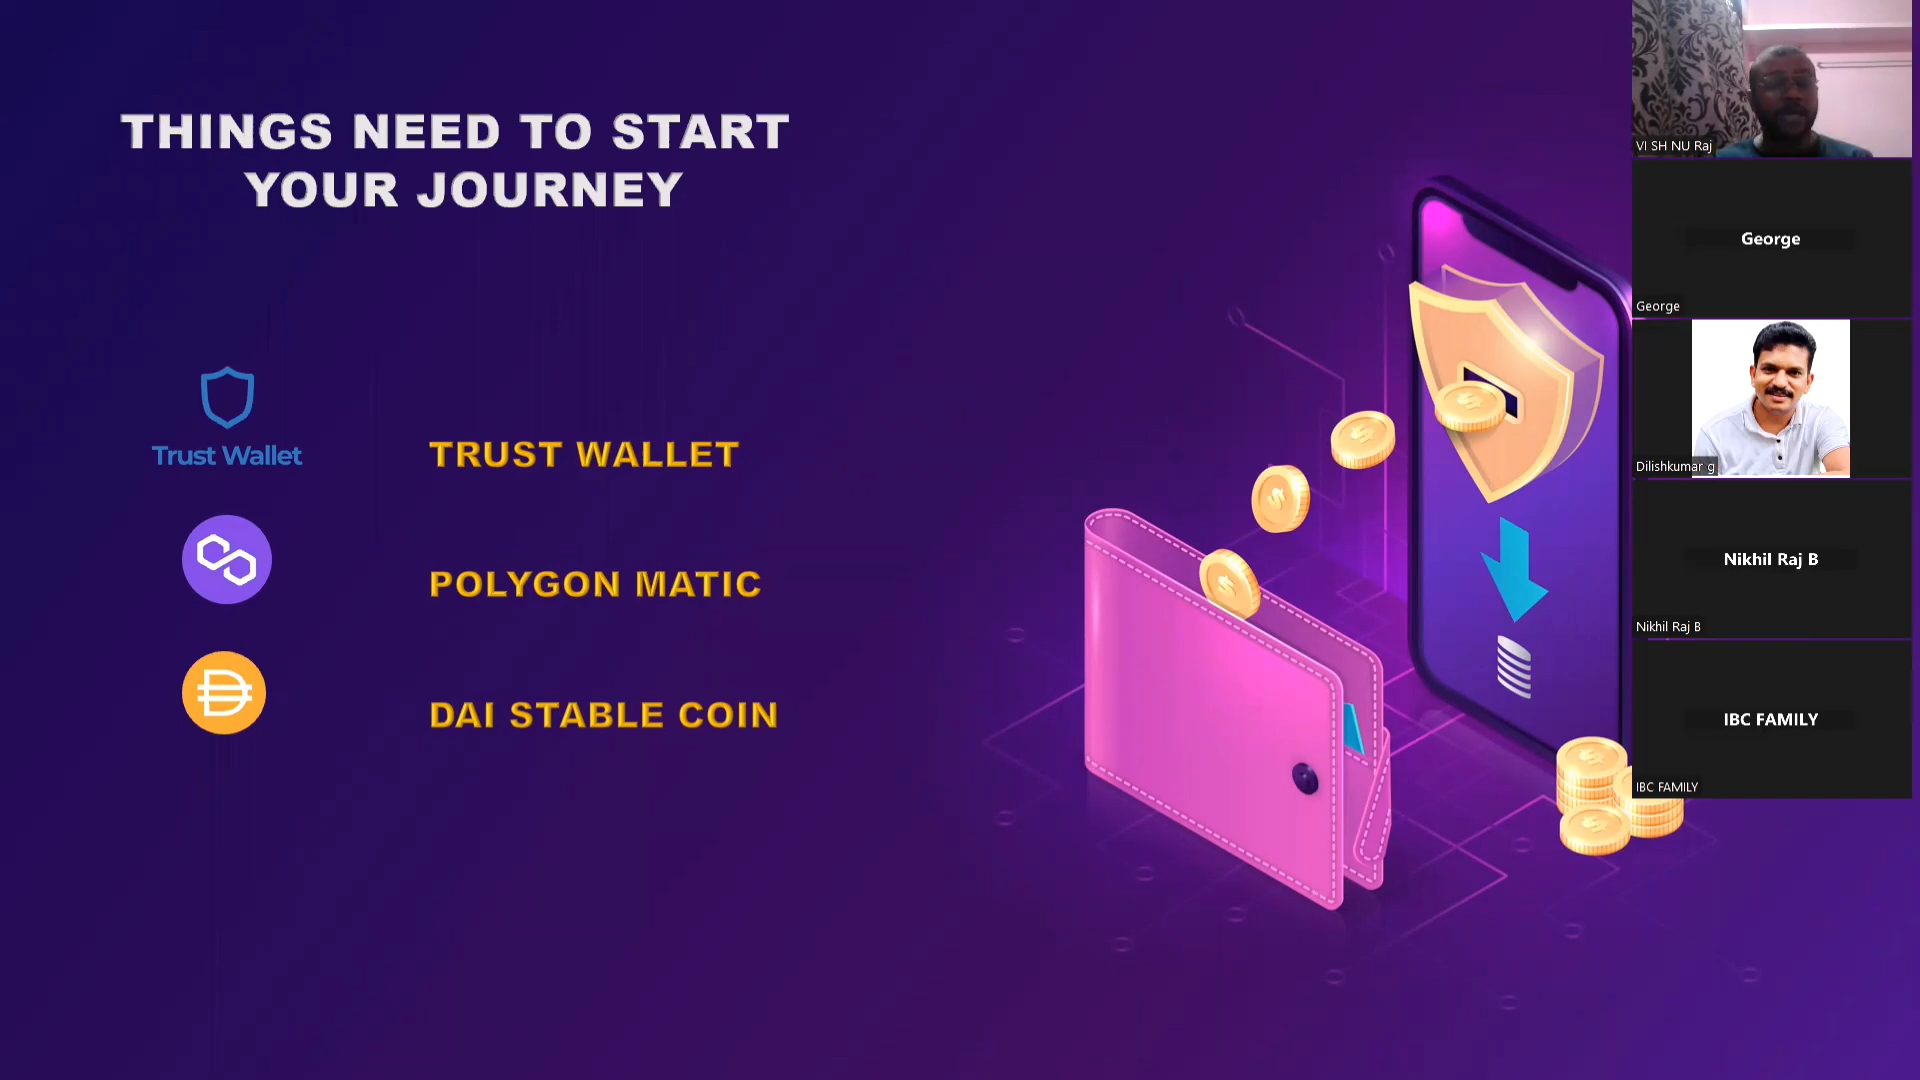 THINGS NEED TO START
YOUR JOURNEY
Trust Wallet
TRUST WALLET
POLYGON MATIC
DAI STABLE COIN
VI SH NU Raj
George
George
Dilishkumar g
Nikhil Raj B
Nikhil Raj B
IBC FAMILY
IBC FAMILY